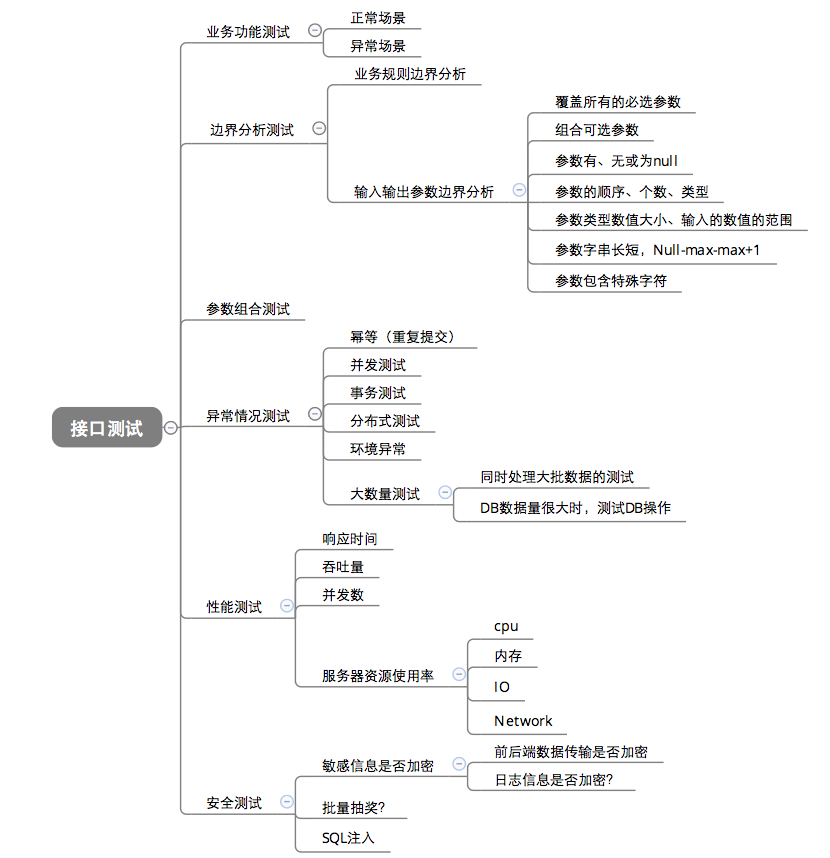 接口测试
业务功能测试
正常场景
异常场景
边界分析测试
业务规则边界分析
输入输出参数边界分析
覆盖所有的必选参数
组合可选参数
参数有、无或为null
参数的顺序、个数、类型
参数类型数值大小、输入的数值的范围
参数字串长短，Null-max-max+1
参数包含特殊字符
参数组合测试
异常情况测试
幂等（重复提交）
并发测试
事务测试
分布式测试
环境异常
大数量测试
同时处理大批数据的测试
DB数据量很大时，测试DB操作
性能测试
响应时间
吞吐量
并发数
服务器资源使用率
cpu
内存
IO
Network
安全测试
敏感信息是否加密
前后端数据传输是否加密
日志信息是否加密?
批量抽奖?
SQL注入